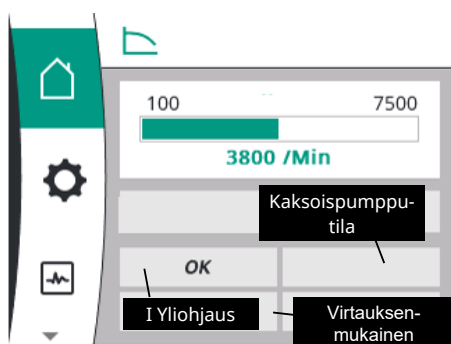 100 7500
3800 /Min
Kaksoispumppu-
tila
OK
I Yliohjaus
Virtauksen-
mukainen